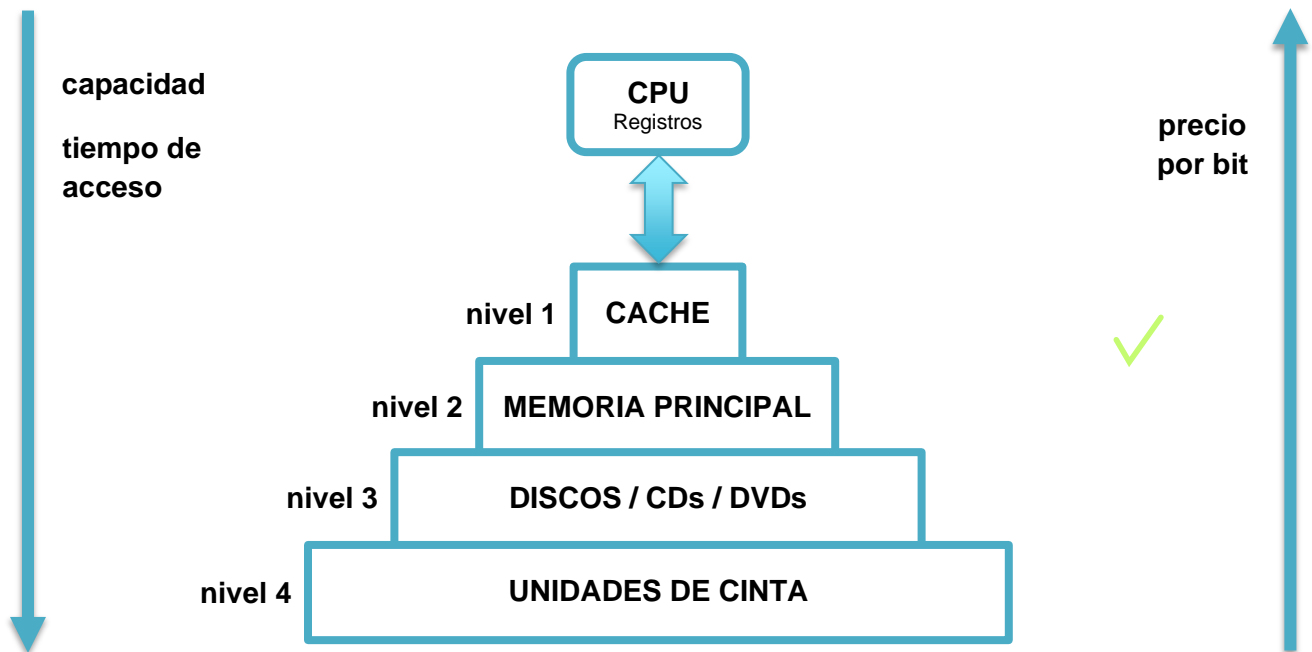 capacidad
tiempo de
acceso
CPU
Registros
precio
por bit
nivel 1
CACHE
nivel 2
MEMORIA PRINCIPAL
nivel 3
DISCOS / CDs / DVDs
nivel 4
UNIDADES DE CINTA